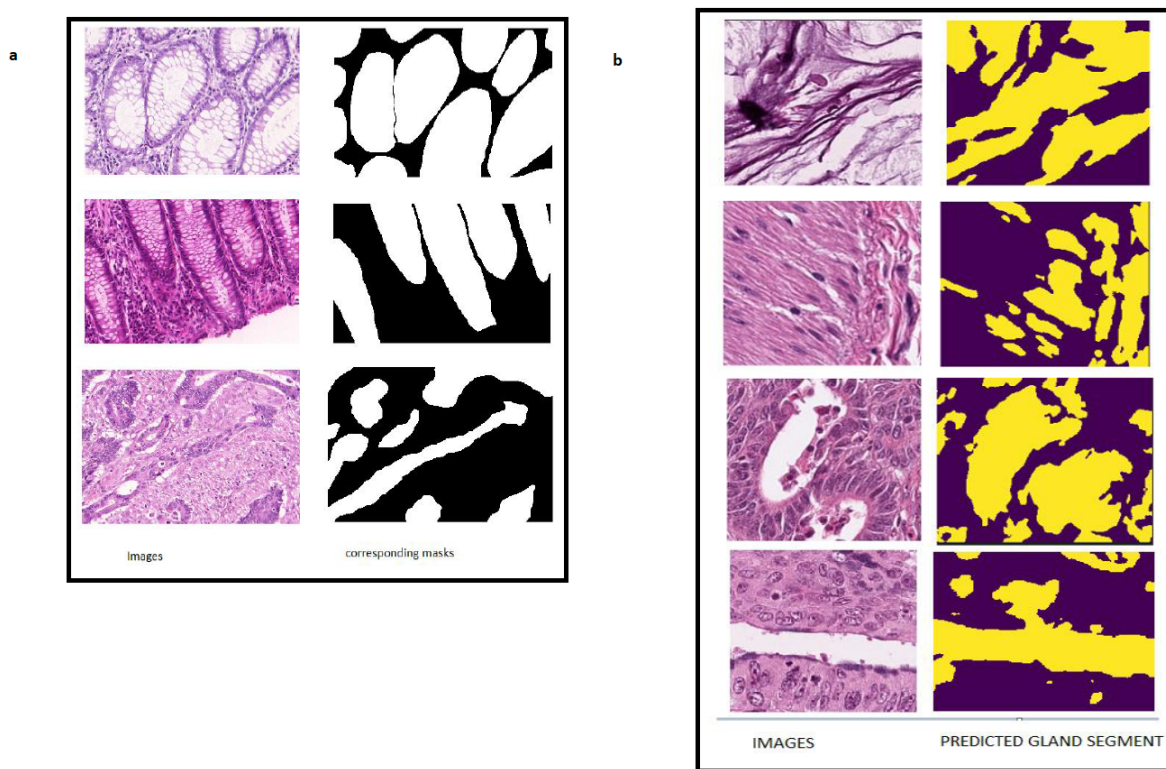 a
b
Images
corresponding masks
IMAGES
PREDICTED GLAND SEGMENT